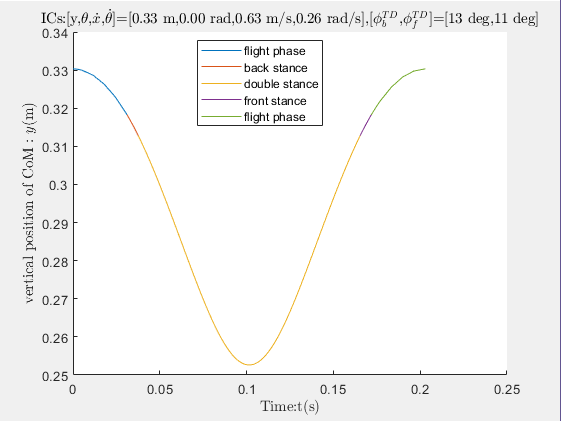 ICs:[y,θ,ẋ,θ̇]=[0.33 m,0.00 rad,0.63 m/s,0.26 rad/s],[ϕ_b^{TD},ϕ_f^{TD}]=[13 deg,11 deg]
0.34
0.33
0.32
0.31
0.3
0.29
0.28
0.27
0.26
0.25
vertical position of CoM : y(m)
flight phase
back stance
double stance
front stance
flight phase
0
0.05
0.1
0.15
0.2
0.25
Time:t(s)